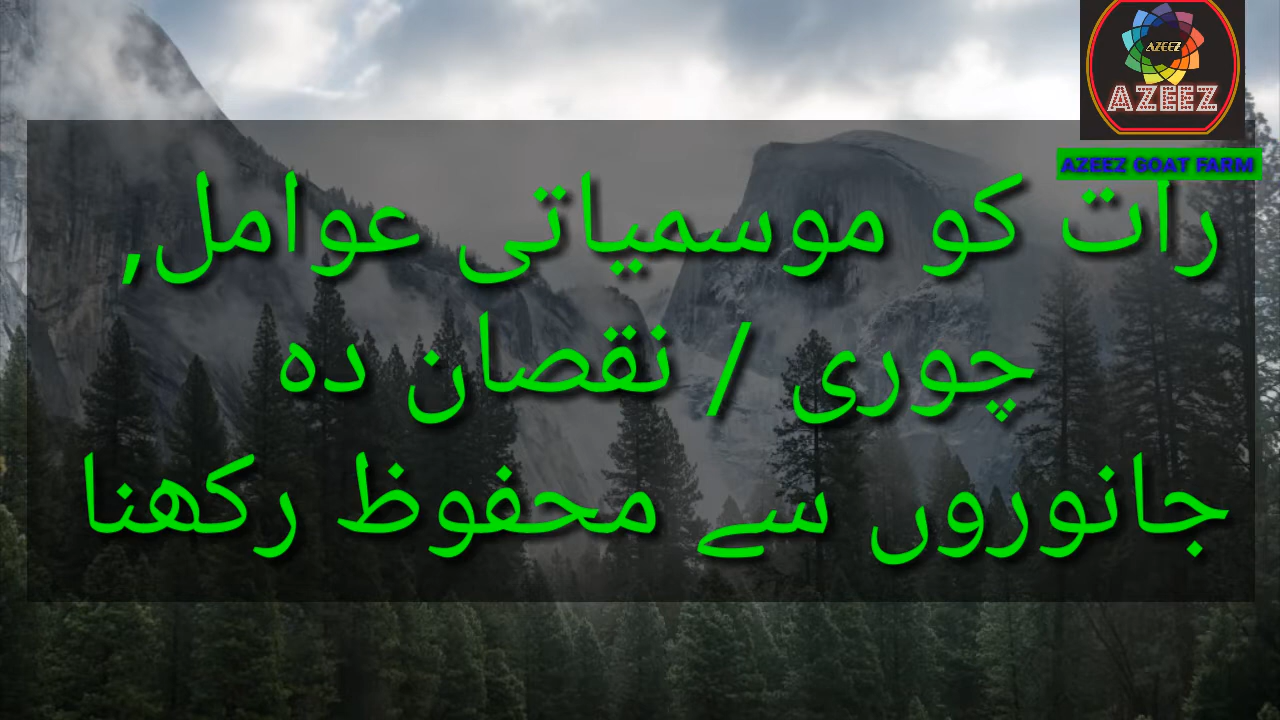 AZEEZ
AZEEZ
AZEEZ GOAT FARM
رات کو موسمیاتی عوامل,
چوری / نقصان دہ
جانوروں سے محفوظ رکھنا